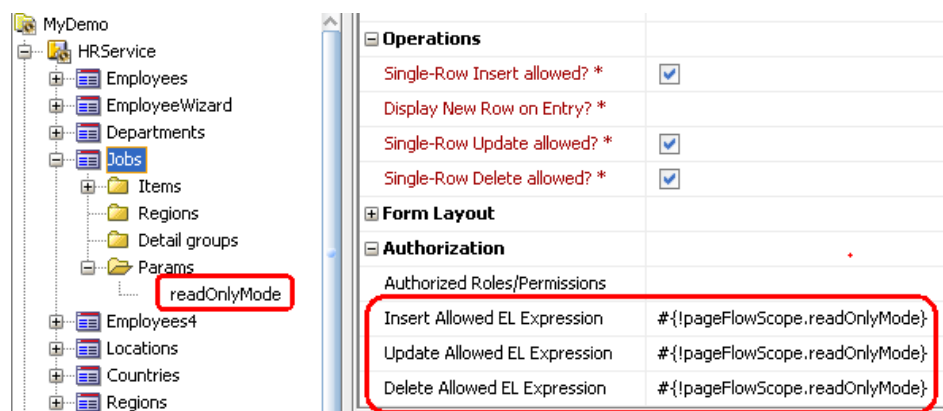 MyDemo
HRService
Employees
EmployeeWizard
Departments
Jobs
Items
Regions
Detail groups
Params
readOnlyMode
Employees4
Locations
Countries
Regions
Operations
Single-Row Insert allowed? *
Display New Row on Entry? *
Single-Row Update allowed? *
Single-Row Delete allowed? *
Form Layout
Authorization
Authorized Roles/Permissions
Insert Allowed EL Expression #{!pageFlowScope.readOnlyMode}
Update Allowed EL Expression #{!pageFlowScope.readOnlyMode}
Delete Allowed EL Expression #{!pageFlowScope.readOnlyMode}